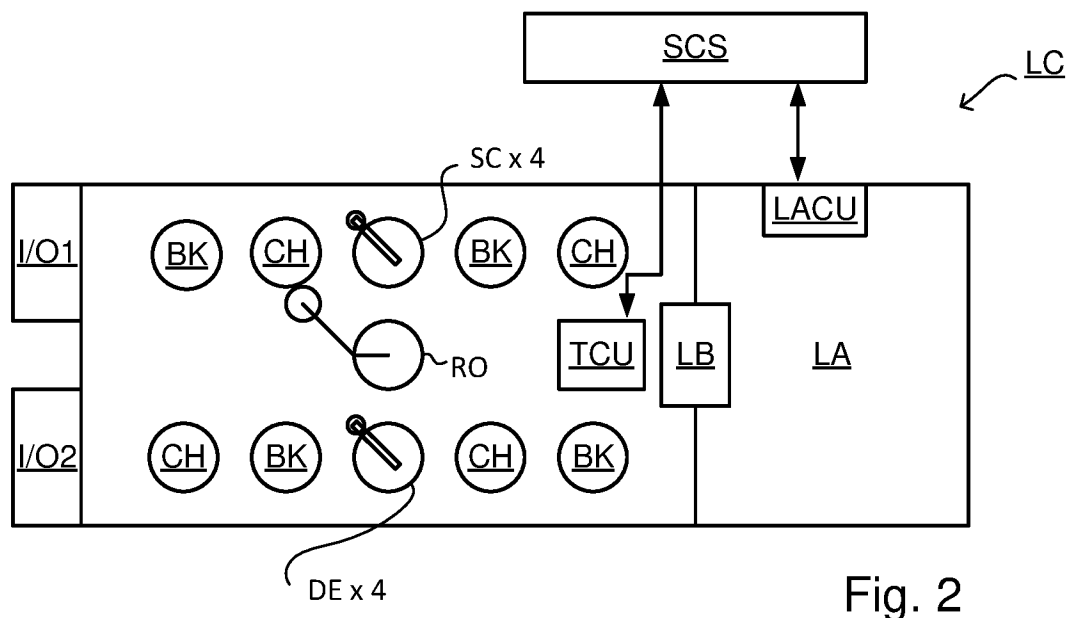 SCS
LC
SC x 4
LACU
I/O1
BK
CH
BK
CH
RO
TCU
LB
LA
I/O2
CH
BK
CH
BK
DE x 4
Fig. 2